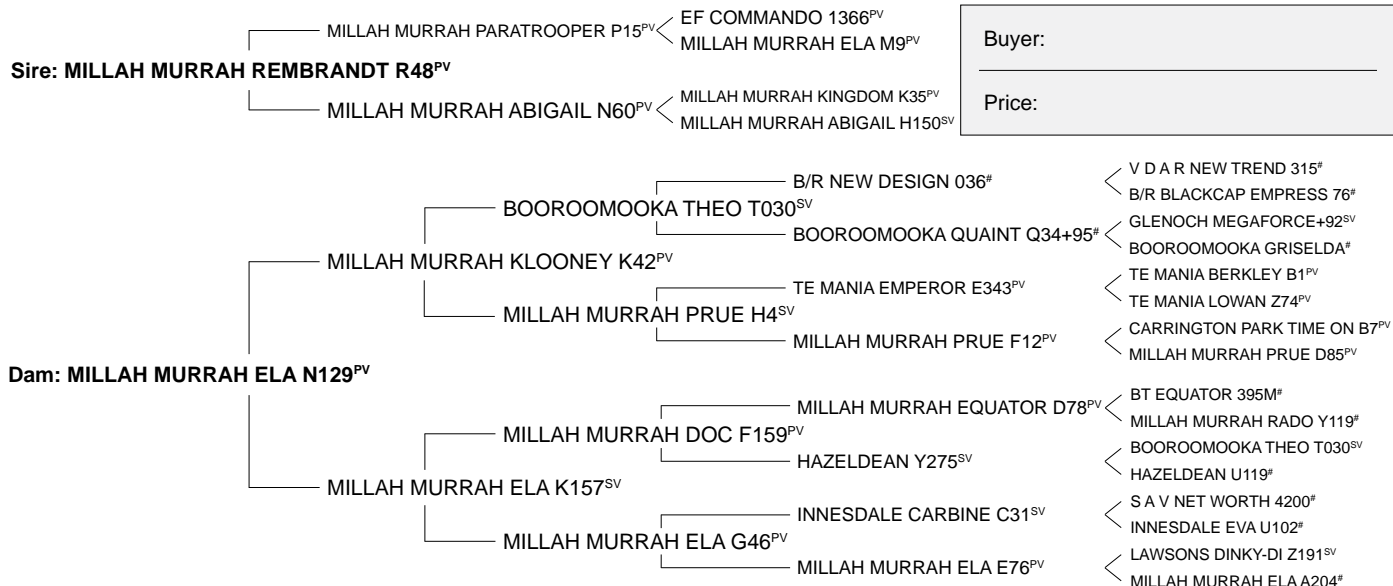 MILLAH MURRAH PARATROOPER P15PV
EF COMMANDO 1366PV
MILLAH MURRAH ELA M9PV
Sire: MILLAH MURRAH REMBRANDT R48PV
MILLAH MURRAH ABIGAIL N60PV
MILLAH MURRAH KINGDOM K35PV
MILLAH MURRAH ABIGAIL H150SV
Buyer:
Price:
B/R NEW DESIGN 036#
V D A R NEW TREND 315#
B/R BLACKCAP EMPRESS 76#
BOOROOMOOKA THEO T030SV
BOOROOMOOKA QUAINT Q34+95#
GLENOCH MEGAFORCE+92SV
BOOROOMOOKA GRISELDA#
MILLAH MURRAH KLOONEY K42PV
TE MANIA EMPEROR E343PV
TE MANIA BERKLEY B1PV
TE MANIA LOWAN Z74PV
MILLAH MURRAH PRUE H4SV
MILLAH MURRAH PRUE F12PV
CARRINGTON PARK TIME ON B7PV
MILLAH MURRAH PRUE D85PV
Dam: MILLAH MURRAH ELA N129PV
MILLAH MURRAH EQUATOR D78PV
BT EQUATOR 395M#
MILLAH MURRAH RADO Y119#
MILLAH MURRAH DOC F159PV
HAZELDEAN Y275SV
BOOROOMOOKA THEO T030SV
HAZELDEAN U119#
MILLAH MURRAH ELA K157SV
INNESDALE CARBINE C31SV
S A V NET WORTH 4200#
INNESDALE EVA U102#
MILLAH MURRAH ELA G46PV
MILLAH MURRAH ELA E76PV
LAWSONS DINKY-DI Z191SV
MILLAH MURRAH ELA A204#